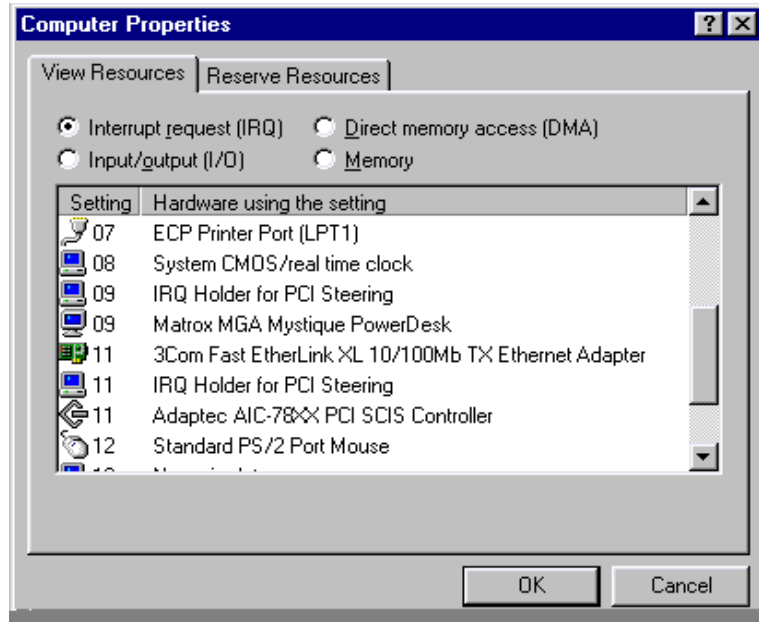 Computer Properties
View Resources Reserve Resources
Interrupt request (IRQ) Direct memory access (DMA)
Input/output (I/O) Memory
Setting Hardware using the setting
07 ECP Printer Port (LPT1)
08 System CMOS/real time clock
09 IRQ Holder for PCI Steering
09 Matrox MGA Mystique PowerDesk
11 3Com Fast EtherLink XL 10/100Mb TX Ethernet Adapter
11 IRQ Holder for PCI Steering
11 Adaptec AIC-78XX PCI SCIS Controller
12 Standard PS/2 Port Mouse
OK Cancel